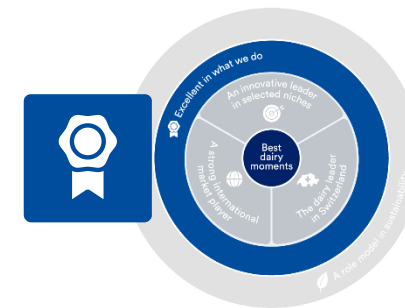 Excellent in what we do
An innovative leader
in selected niches
Best
dairy
moments
A strong international
market player
The dairy leader
in Switzerland
A role model in sustainability